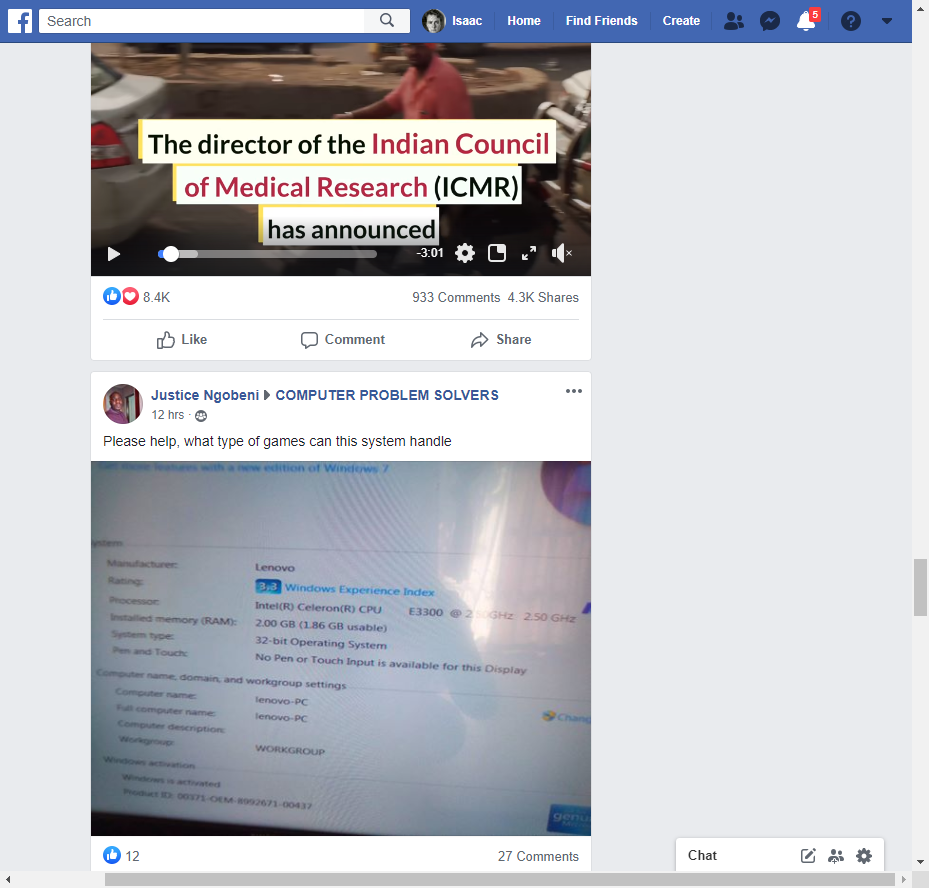 Search
Isaac
Home
Find Friends
Create
5
The director of the Indian Council
of Medical Research (ICMR)
has announced
-3:01
8.4K
933 Comments 4.3K Shares
Like
Comment
Share
Justice Ngobeni COMPUTER PROBLEM SOLVERS
12 hrs ·
Please help, what type of games can this system handle
Get more features with a new edition of Windows 7
ystem
Manufacturer: Lenovo
Rating: 3,3 Windows Experience Index
Processor: Intel(R) Celeron(R) CPU E3300 @ 2.50GHz 2.50 GHz
Installed memory (RAM): 2.00 GB (1.86 GB usable)
System type: 32-bit Operating System
Pen and Touch: No Pen or Touch Input is available for this Display
Computer name, domain, and workgroup settings
Computer name: lenovo-PC
Chang
Full computer name: lenovo-PC
Computer description:
Workgroup: WORKGROUP
Windows activation
Windows is activated
Product ID: 00371-OEM-8992671-00437
genu
12
27 Comments
Chat